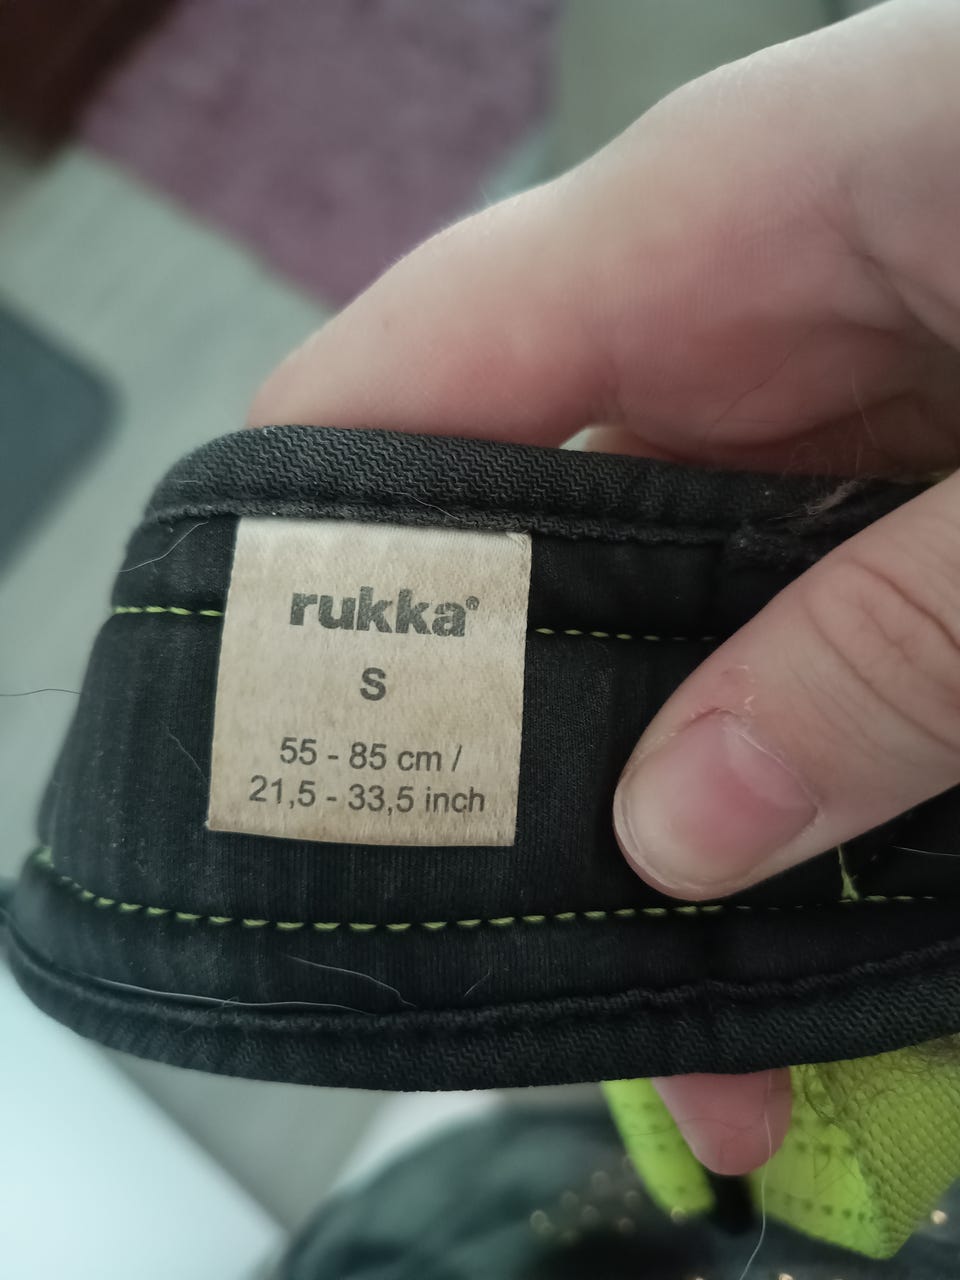 rukka®
S
55 - 85 cm /
21,5 - 33,5 inch